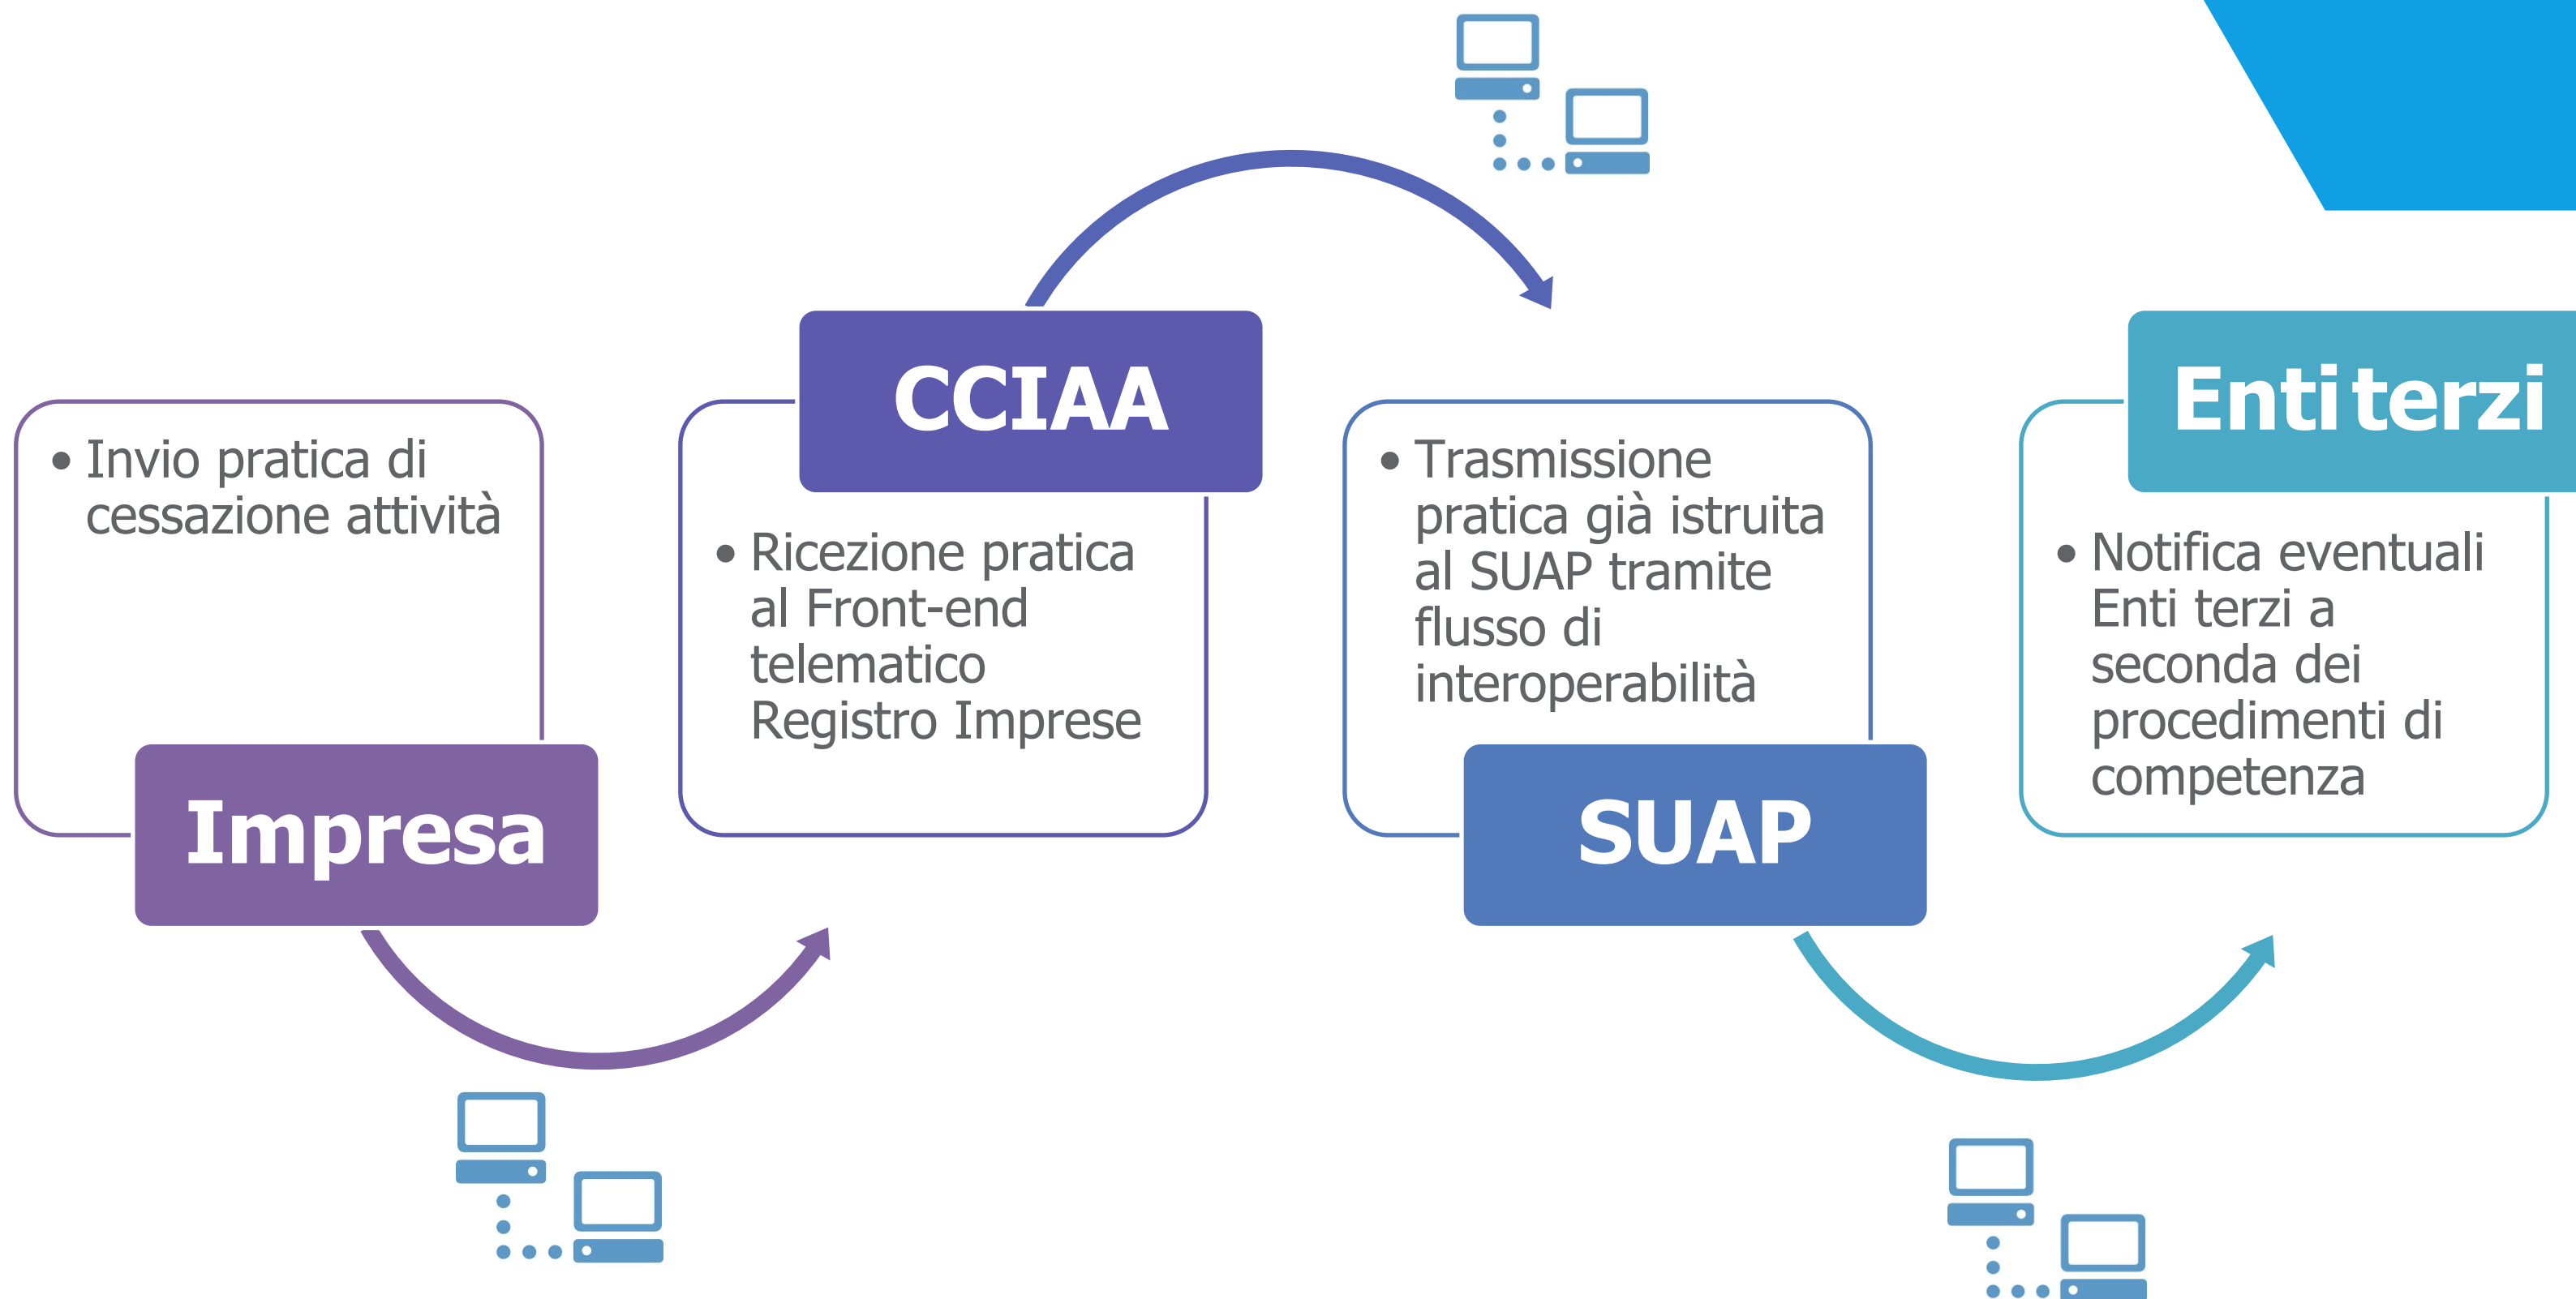 • Invio pratica di
cessazione attività
Impresa
CCIAA
• Ricezione pratica
al Front-end
telematico
Registro Imprese
• Trasmissione
pratica già istruita
al SUAP tramite
flusso di
interoperabilità
SUAP
Enti terzi
• Notifica eventuali
Enti terzi a
seconda dei
procedimenti di
competenza